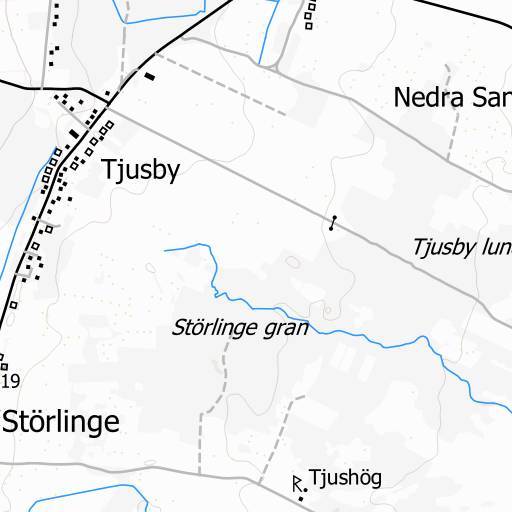 Nedra San
Tjusby
Tjusby lun
Störlinge gran
19
Störlinge
Tjushög